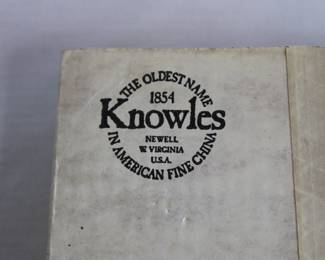 THE OLDEST NAME
1854
Knowles
NEWELL
W. VIRGINIA
U.S.A.
IN AMERICAN FINE CHINA